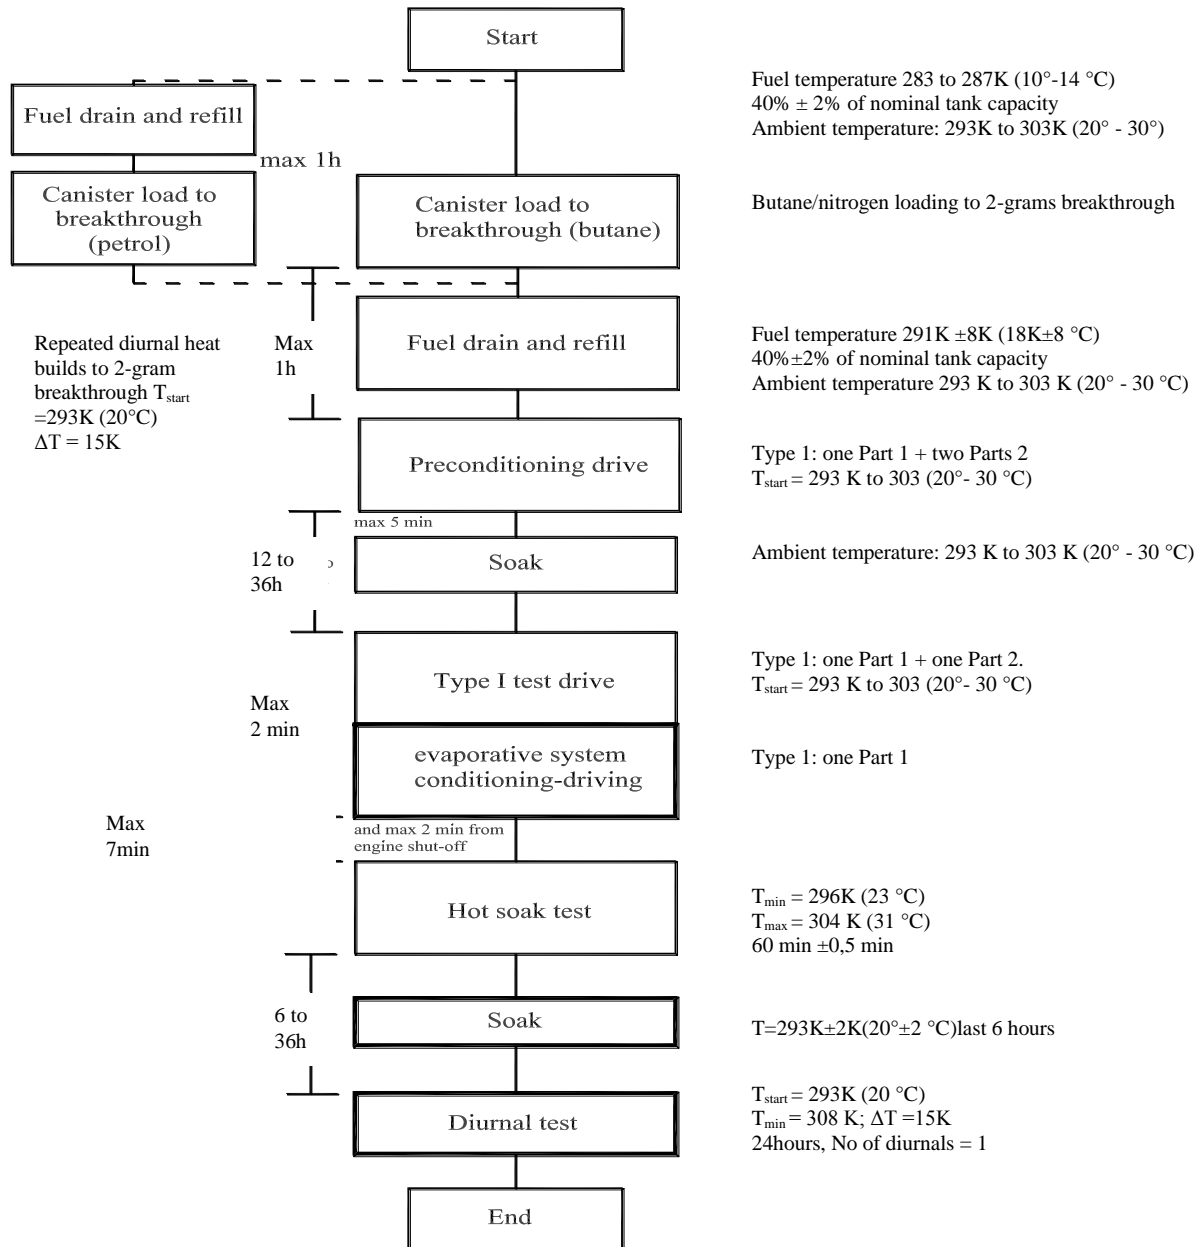 Start
Fuel temperature 283 to 287K (10°-14 °C)
40% ± 2% of nominal tank capacity
Ambient temperature: 293K to 303K (20° - 30°)
Fuel drain and refill
max 1h
Canister load to
breakthrough
(petrol)
Canister load to
breakthrough (butane)
Butane/nitrogen loading to 2-grams breakthrough
Repeated diurnal heat
builds to 2-gram
breakthrough Tstart
=293K (20°C)
ΔT = 15K
Max
1h
Fuel drain and refill
Fuel temperature 291K ±8K (18K±8 °C)
40%±2% of nominal tank capacity
Ambient temperature 293 K to 303 K (20° - 30 °C)
Preconditioning drive
Type 1: one Part 1 + two Parts 2
Tstart = 293 K to 303 (20°- 30 °C)
max 5 min
12 to
36h
Soak
Ambient temperature: 293 K to 303 K (20° - 30 °C)
Type I test drive
Type 1: one Part 1 + one Part 2.
Tstart = 293 K to 303 (20°- 30 °C)
Max
2 min
evaporative system
conditioning-driving
Type 1: one Part 1
Max
7min
and max 2 min from
engine shut-off
Hot soak test
Tmin = 296K (23 °C)
Tmax = 304 K (31 °C)
60 min ±0,5 min
6 to
36h
Soak
T=293K±2K(20°±2 °C)last 6 hours
Diurnal test
Tstart = 293K (20 °C)
Tmin = 308 K; ΔT =15K
24hours, No of diurnals = 1
End